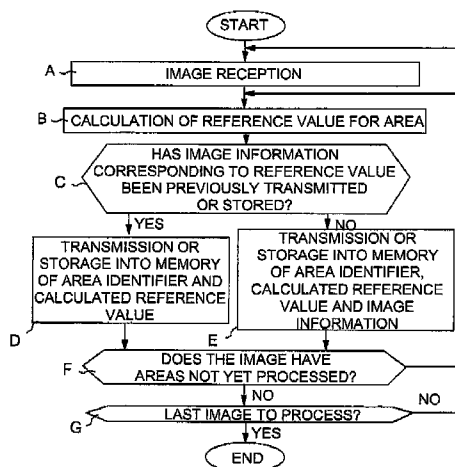 START
A
IMAGE RECEPTION
B
CALCULATION OF REFERENCE VALUE FOR AREA
HAS IMAGE INFORMATION
CORRESPONDING TO REFERENCE VALUE
C
BEEN PREVIOUSLY TRANSMITTED
OR STORED?
YES
NO
TRANSMISSION OR
STORAGE INTO MEMORY
OF AREA IDENTIFIER AND
CALCULATED REFERENCE
VALUE
D
TRANSMISSION OR
STORAGE INTO MEMORY
OF AREA IDENTIFIER,
CALCULATED REFERENCE
VALUE AND IMAGE
INFORMATION
E
DOES THE IMAGE HAVE
F
AREAS NOT YET PROCESSED?
NO
NO
LAST IMAGE TO PROCESS?
G
YES
END